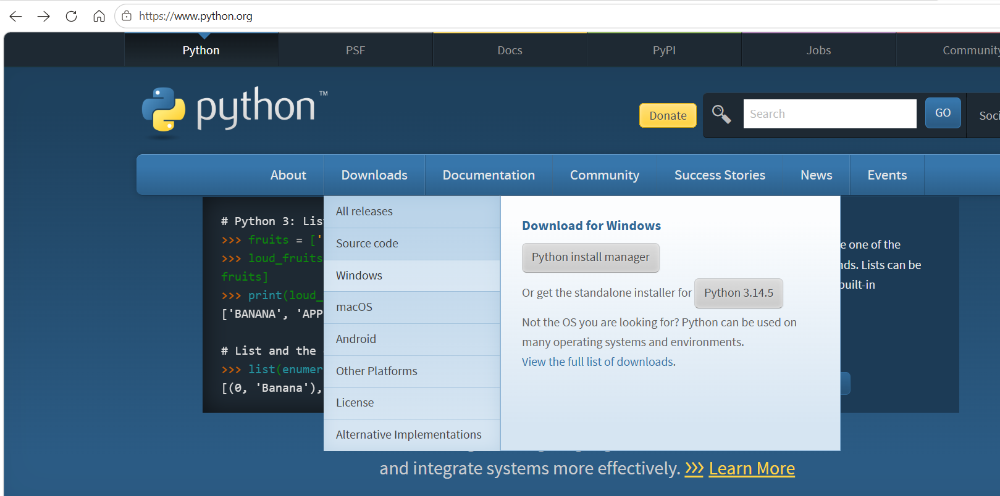 https://www.python.org
Python
PSF
Docs
PyPI
Jobs
Community
python™
Donate
Search
GO
About
Downloads
Documentation
Community
Success Stories
News
Events
# Python 3: Lis
>>> fruits = ['
>>> loud_fruits
fruits]
>>> print(loud_
['BANANA', 'APP
# List and the
>>> list(enumer
[(0, 'Banana'),
All releases
Source code
Windows
macOS
Android
Other Platforms
License
Alternative Implementations
Download for Windows
Python install manager
Or get the standalone installer for Python 3.14.5
Not the OS you are looking for? Python can be used on
many operating systems and environments.
View the full list of downloads.
e one of the
nds. Lists can be
built-in
and integrate systems more effectively. >>> Learn More